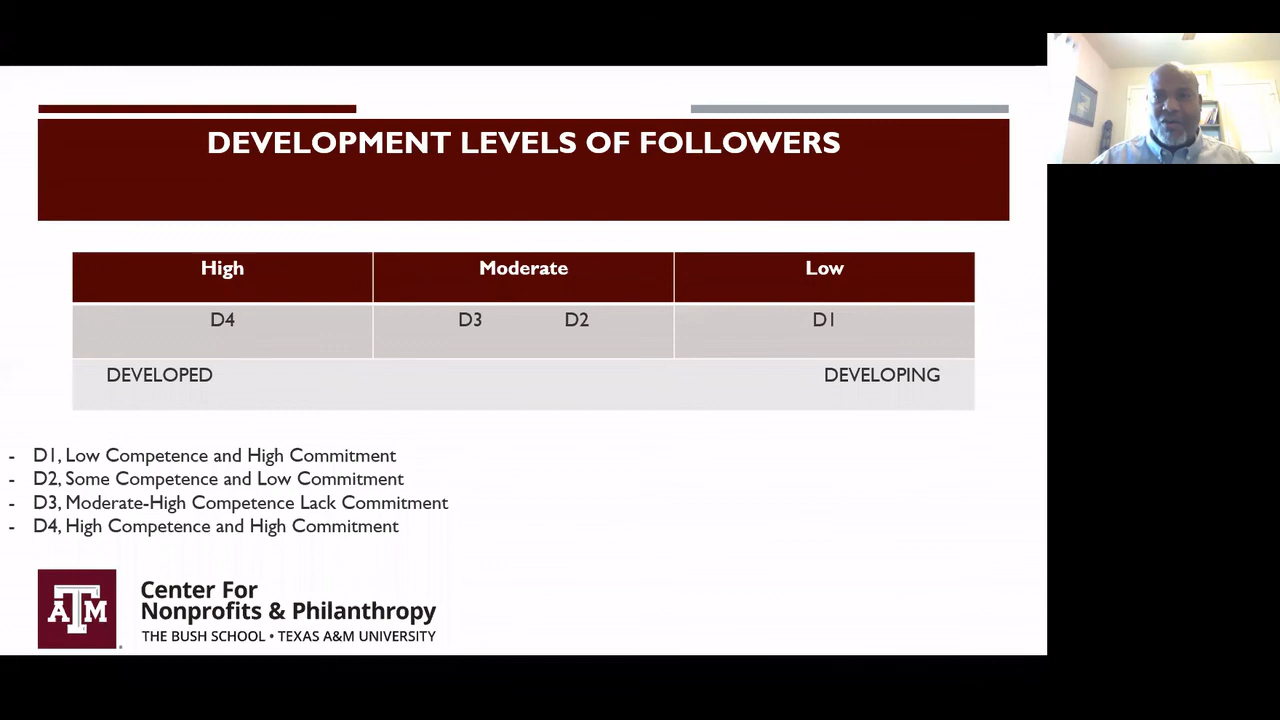 DEVELOPMENT LEVELS OF FOLLOWERS
High Moderate Low
D4 D3 D2 D1
DEVELOPED DEVELOPING
- D1, Low Competence and High Commitment
- D2, Some Competence and Low Commitment
- D3, Moderate-High Competence Lack Commitment
- D4, High Competence and High Commitment
ATM
Center For
Nonprofits & Philanthropy
THE BUSH SCHOOL • TEXAS A&M UNIVERSITY